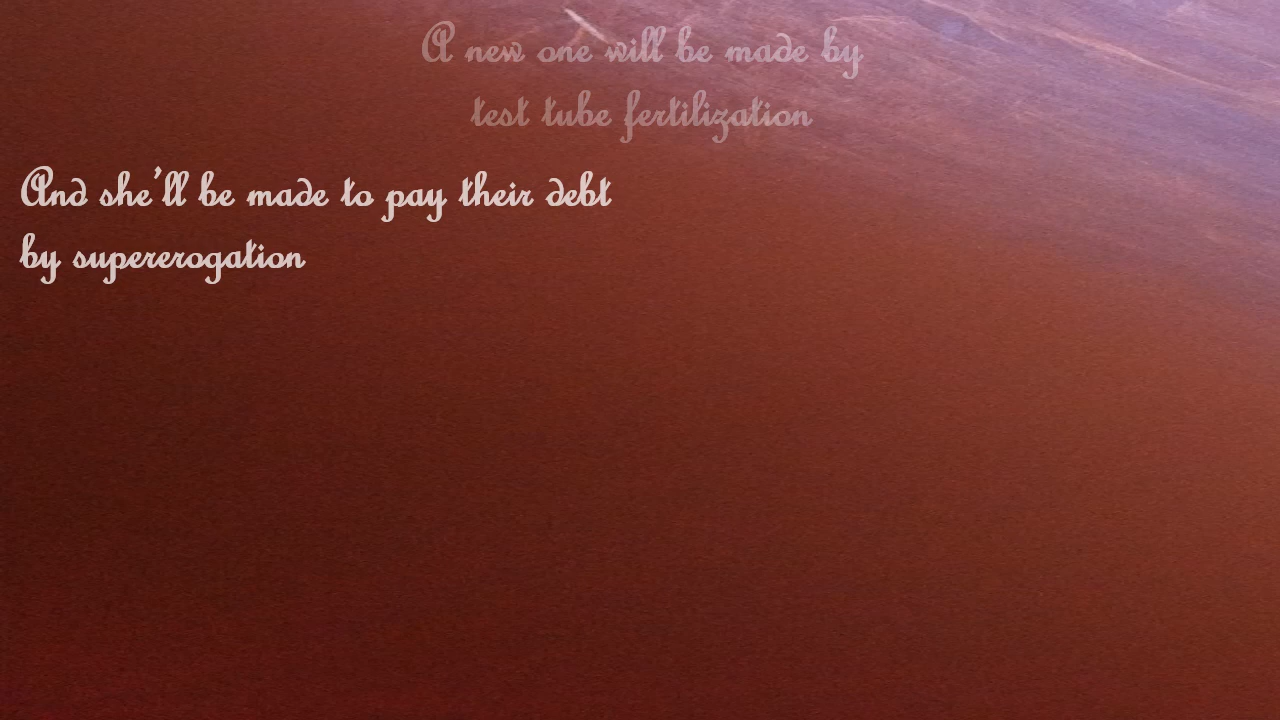 A new one will be made by
test tube fertilization
And she'll be made to pay their debt
by supererogation